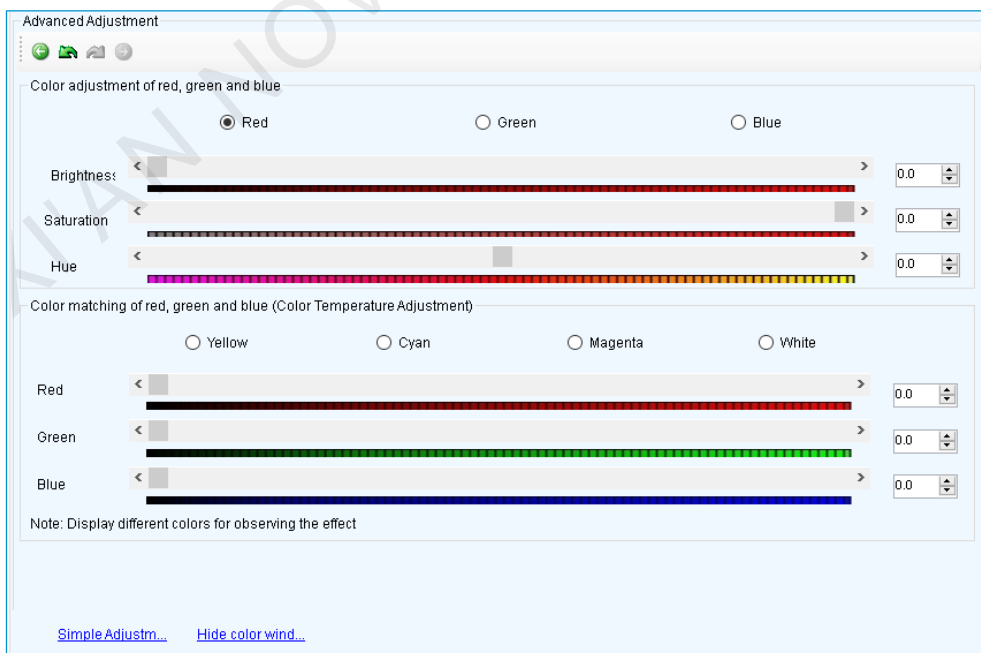 Advanced Adjustment
Color adjustment of red, green and blue
Red Green Blue
Brightness 0.0
Saturation 0.0
Hue 0.0
Color matching of red, green and blue (Color Temperature Adjustment)
Yellow Cyan Magenta White
Red 0.0
Green 0.0
Blue 0.0
Note: Display different colors for observing the effect
Simple Adjustm... Hide color wind...
XI'AN NOV